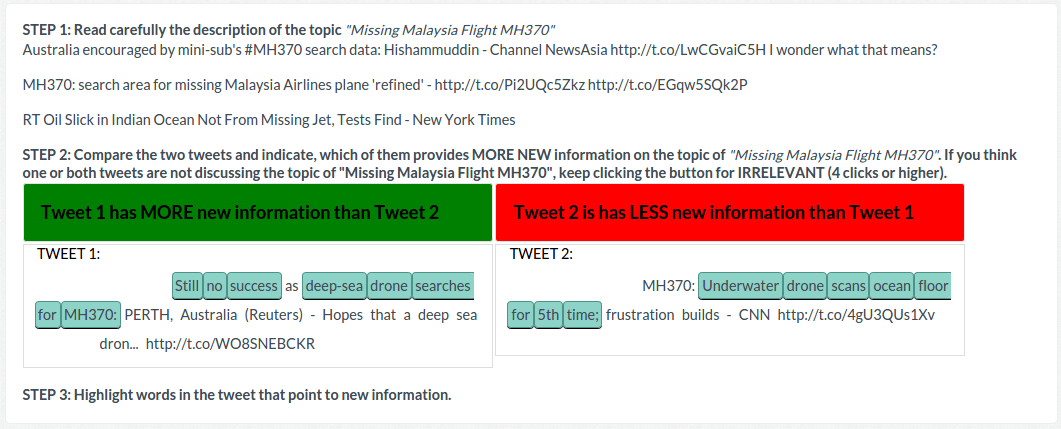 STEP 1: Read carefully the description of the topic "Missing Malaysia Flight MH370"
Australia encouraged by mini-sub's #MH370 search data: Hishammuddin - Channel NewsAsia http://t.co/LwCGvaiC5H I wonder what that means?
MH370: search area for missing Malaysia Airlines plane 'refined' - http://t.co/Pi2UQc5Zkz http://t.co/EGqw5SQk2P
RT Oil Slick in Indian Ocean Not From Missing Jet, Tests Find - New York Times
STEP 2: Compare the two tweets and indicate, which of them provides MORE NEW information on the topic of "Missing Malaysia Flight MH370". If you think
one or both tweets are not discussing the topic of "Missing Malaysia Flight MH370", keep clicking the button for IRRELEVANT (4 clicks or higher).
Tweet 1 has MORE new information than Tweet 2
Tweet 2 is has LESS new information than Tweet 1
TWEET 1:
Still no success as deep-sea drone searches
for MH370: PERTH, Australia (Reuters) - Hopes that a deep sea
dron... http://t.co/WO8SNEBCKR
TWEET 2:
MH370: Underwater drone scans ocean floor
for 5th time; frustration builds - CNN http://t.co/4gU3QUs1Xv
STEP 3: Highlight words in the tweet that point to new information.